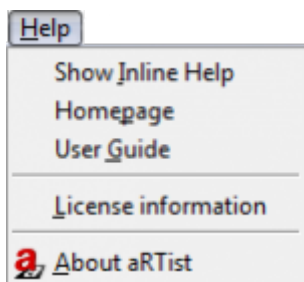 Help
Show Inline Help
Homepage
User Guide
License information
About aRTist